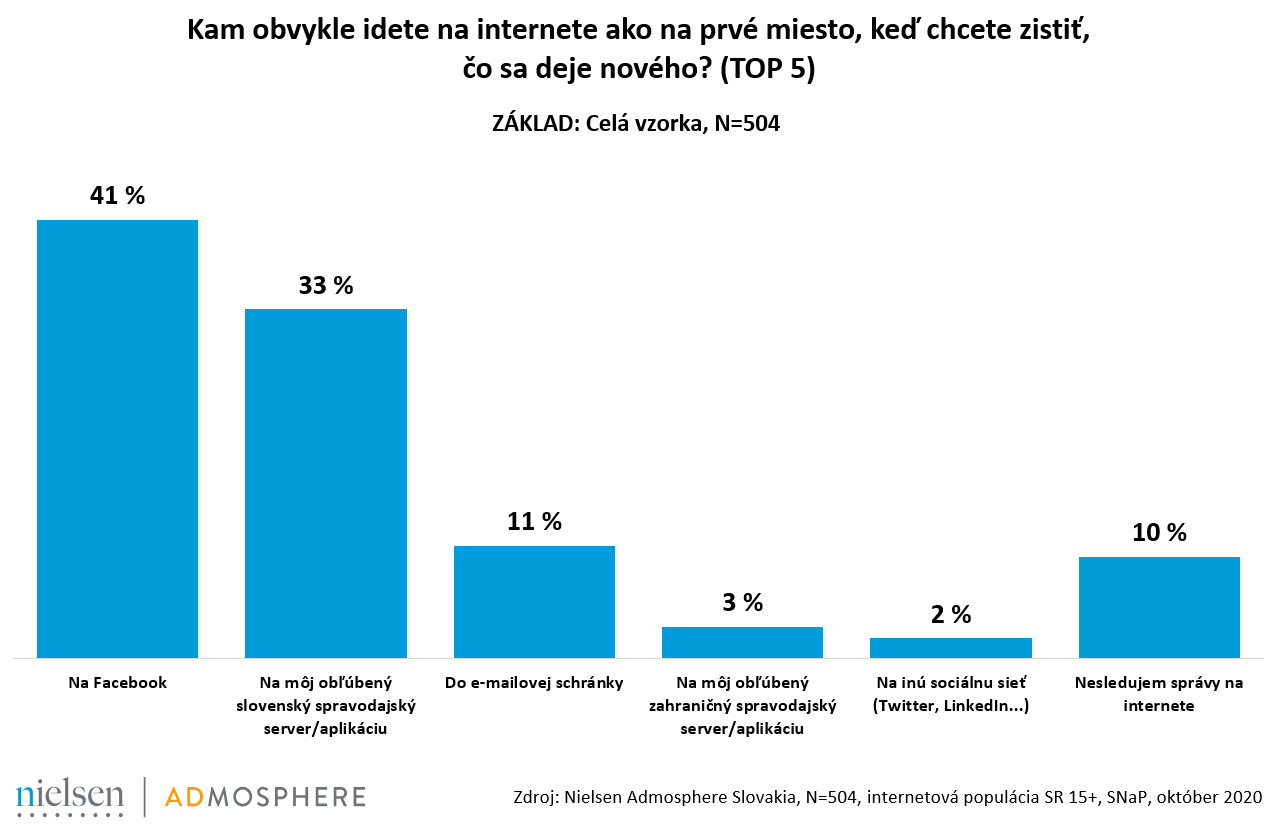 Kam obvykle idete na internete ako na prvé miesto, keď chcete zistiť,
čo sa deje nového? (TOP 5)
ZÁKLAD: Celá vzorka, N=504
41 %
33 %
11 %
3 %
2 %
10 %
Na Facebook
Na môj obľúbený
slovenský spravodajský
server/aplikáciu
Do e-mailovej schránky
Na môj obľúbený
zahraničný spravodajský
server/aplikáciu
Na inú sociálnu sieť
(Twitter, LinkedIn...)
Nesledujem správy na
internete
nielsen
ADMOSPHERE
Zdroj: Nielsen Admosphere Slovakia, N=504, internetová populácia SR 15+, SNaP, október 2020